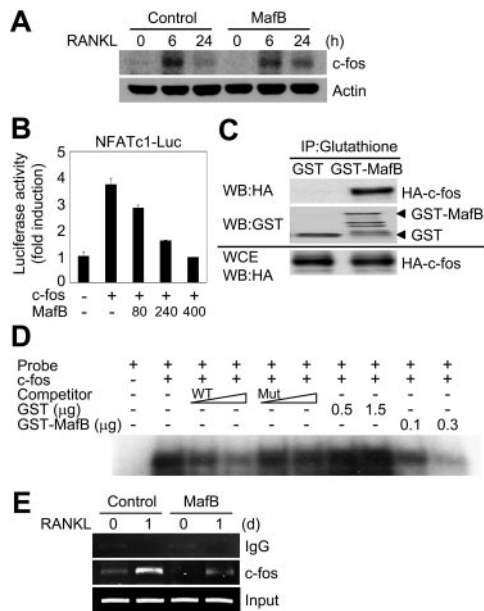 A
Control MafB
RANKL 0 6 24 0 6 24 (h)
c-fos
Actin
B
NFATc1-Luc
Luciferase activity
(fold induction)
5
4
3
2
1
0
c-fos - + + + +
MafB - - 80 240 400
C
IP:Glutathione
GST GST-MafB
WB:HA HA-c-fos
WB:GST GST-MafB
GST
WCE
WB:HA HA-c-fos
D
Probe + + + + + + + + + +
c-fos - + + + + + + + + +
Competitor - - WT Mut - - - -
GST (μg) - - - - - - 0.5 1.5 - -
GST-MafB (μg) - - - - - - - - 0.1 0.3
E
Control MafB
RANKL 0 1 0 1 (d)
IgG
c-fos
Input